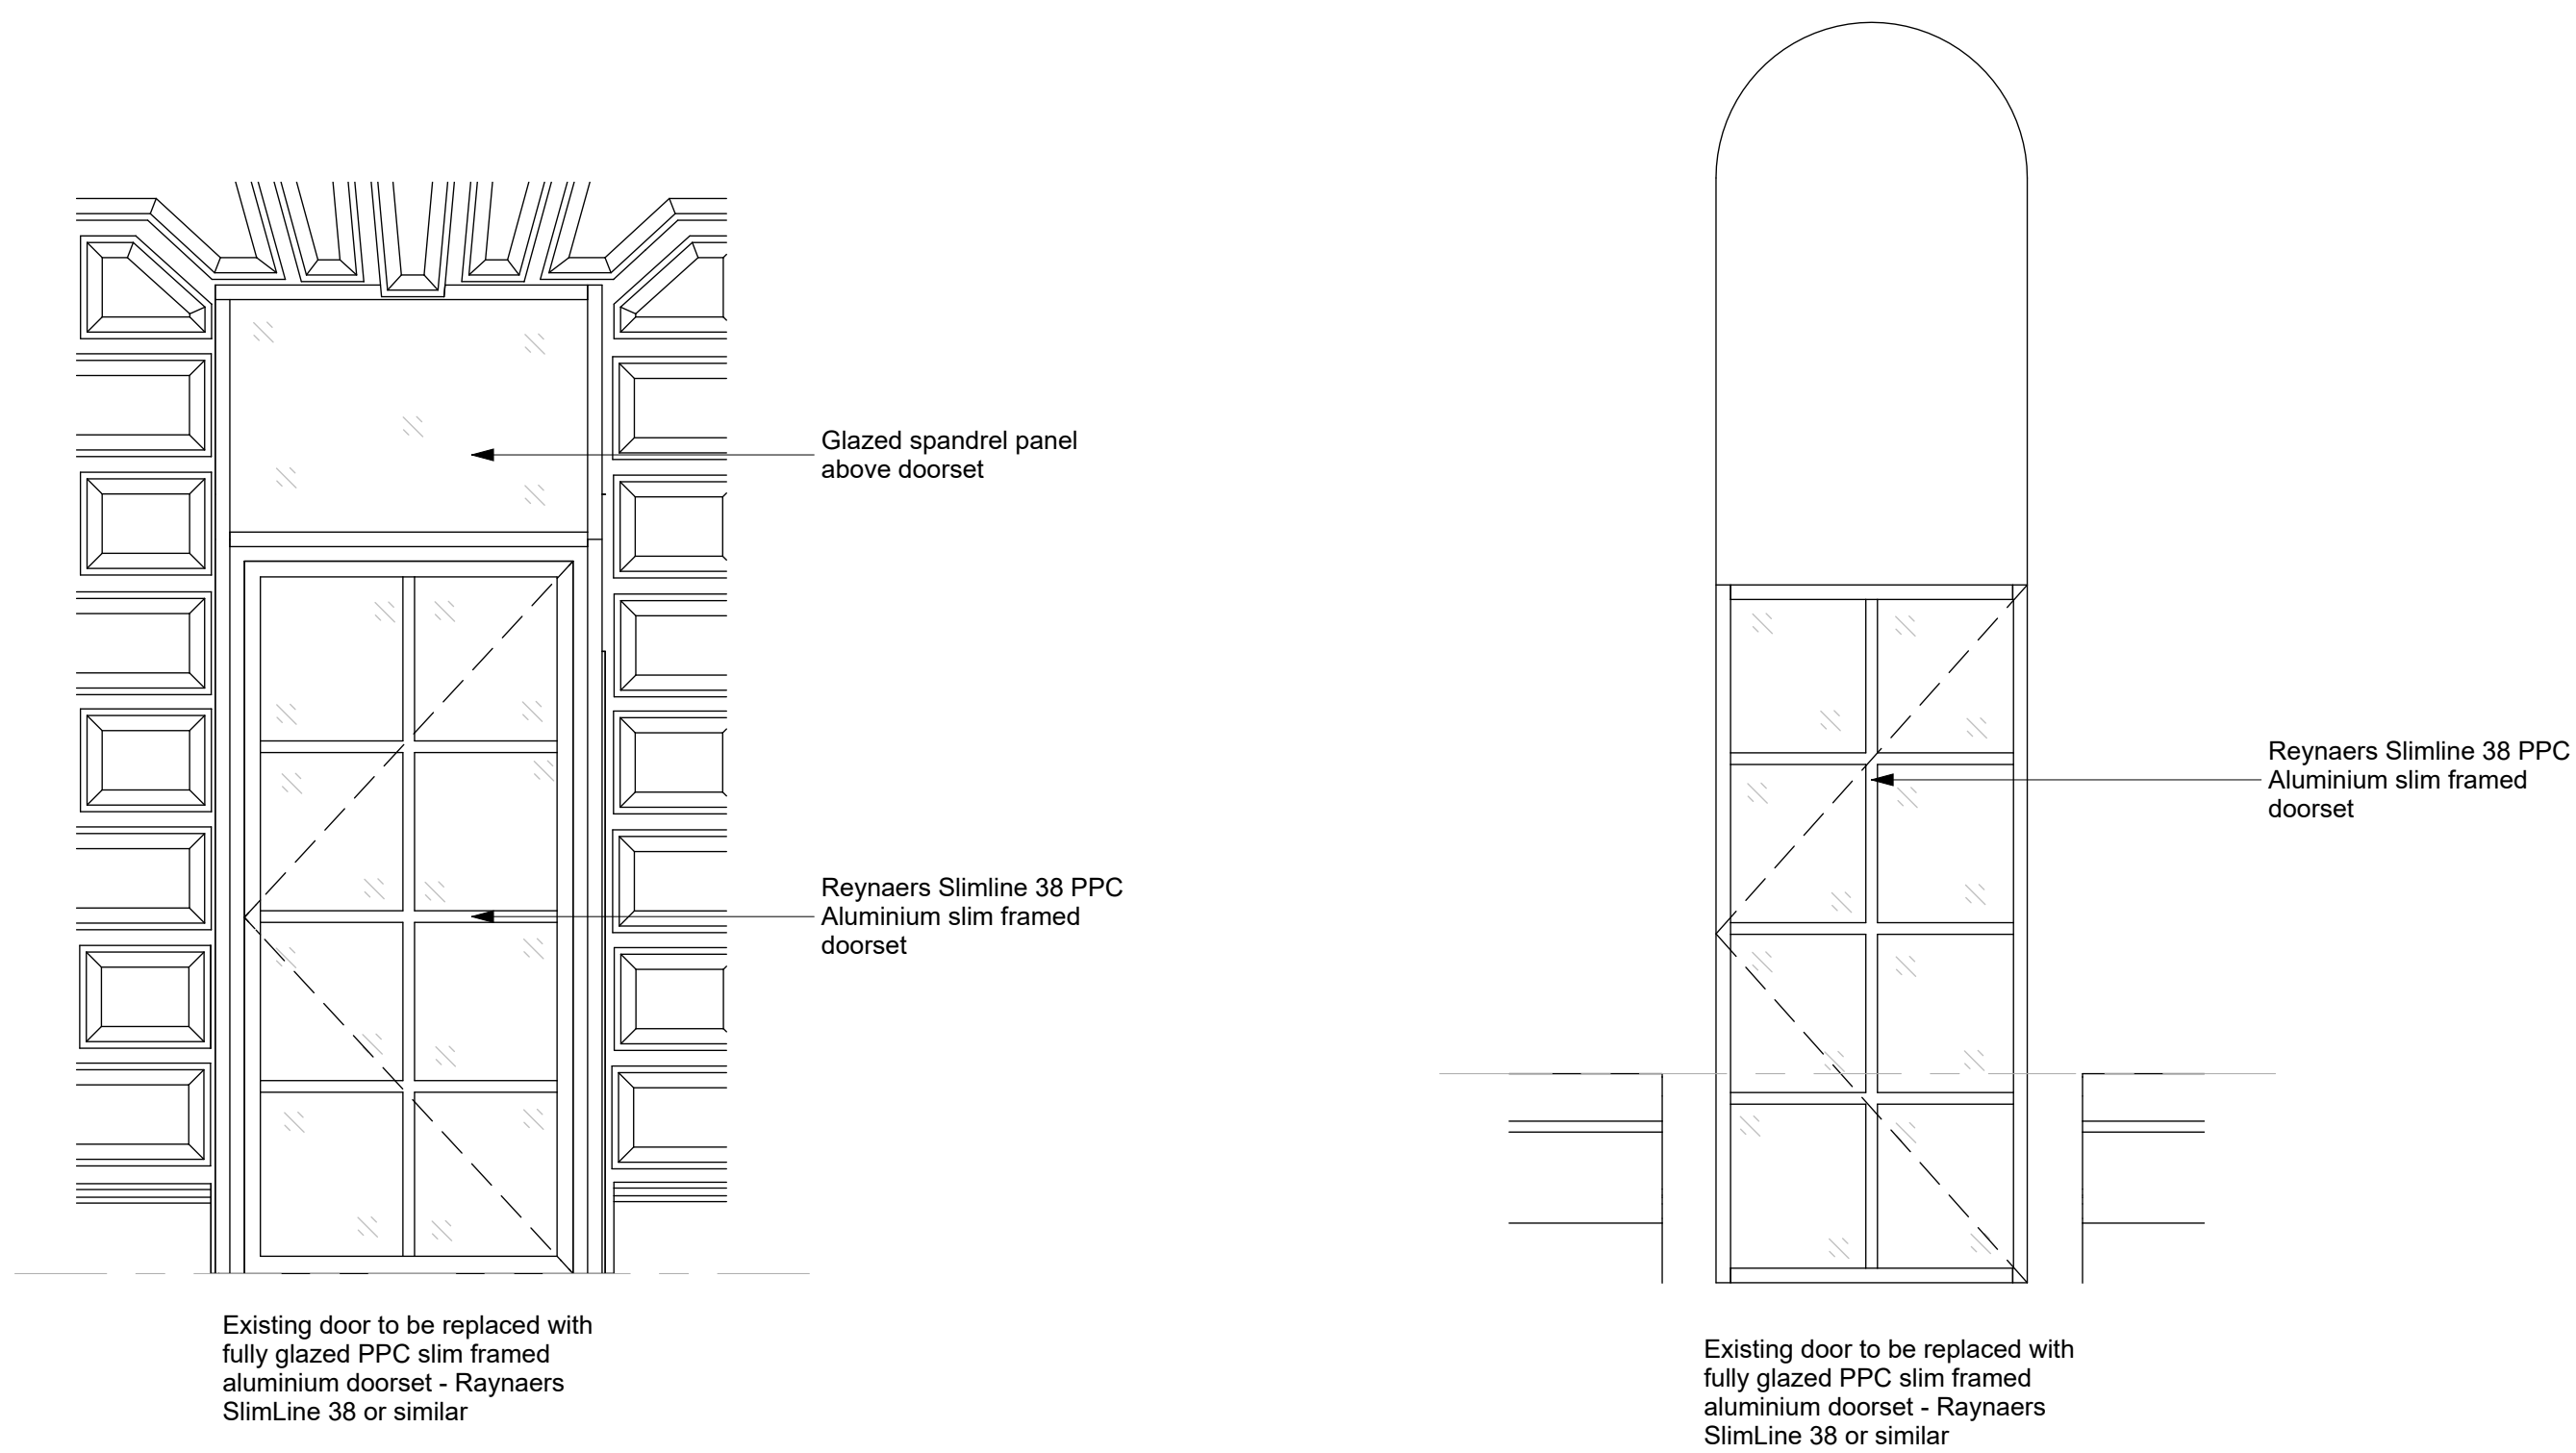 Glazed spandrel panel
above doorset
Reynaers Slimline 38 PPC
Aluminium slim framed
doorset
Existing door to be replaced with
fully glazed PPC slim framed
aluminium doorset - Raynaers
SlimLine 38 or similar
Reynaers Slimline 38 PPC
Aluminium slim framed
doorset
Existing door to be replaced with
fully glazed PPC slim framed
aluminium doorset - Raynaers
SlimLine 38 or similar